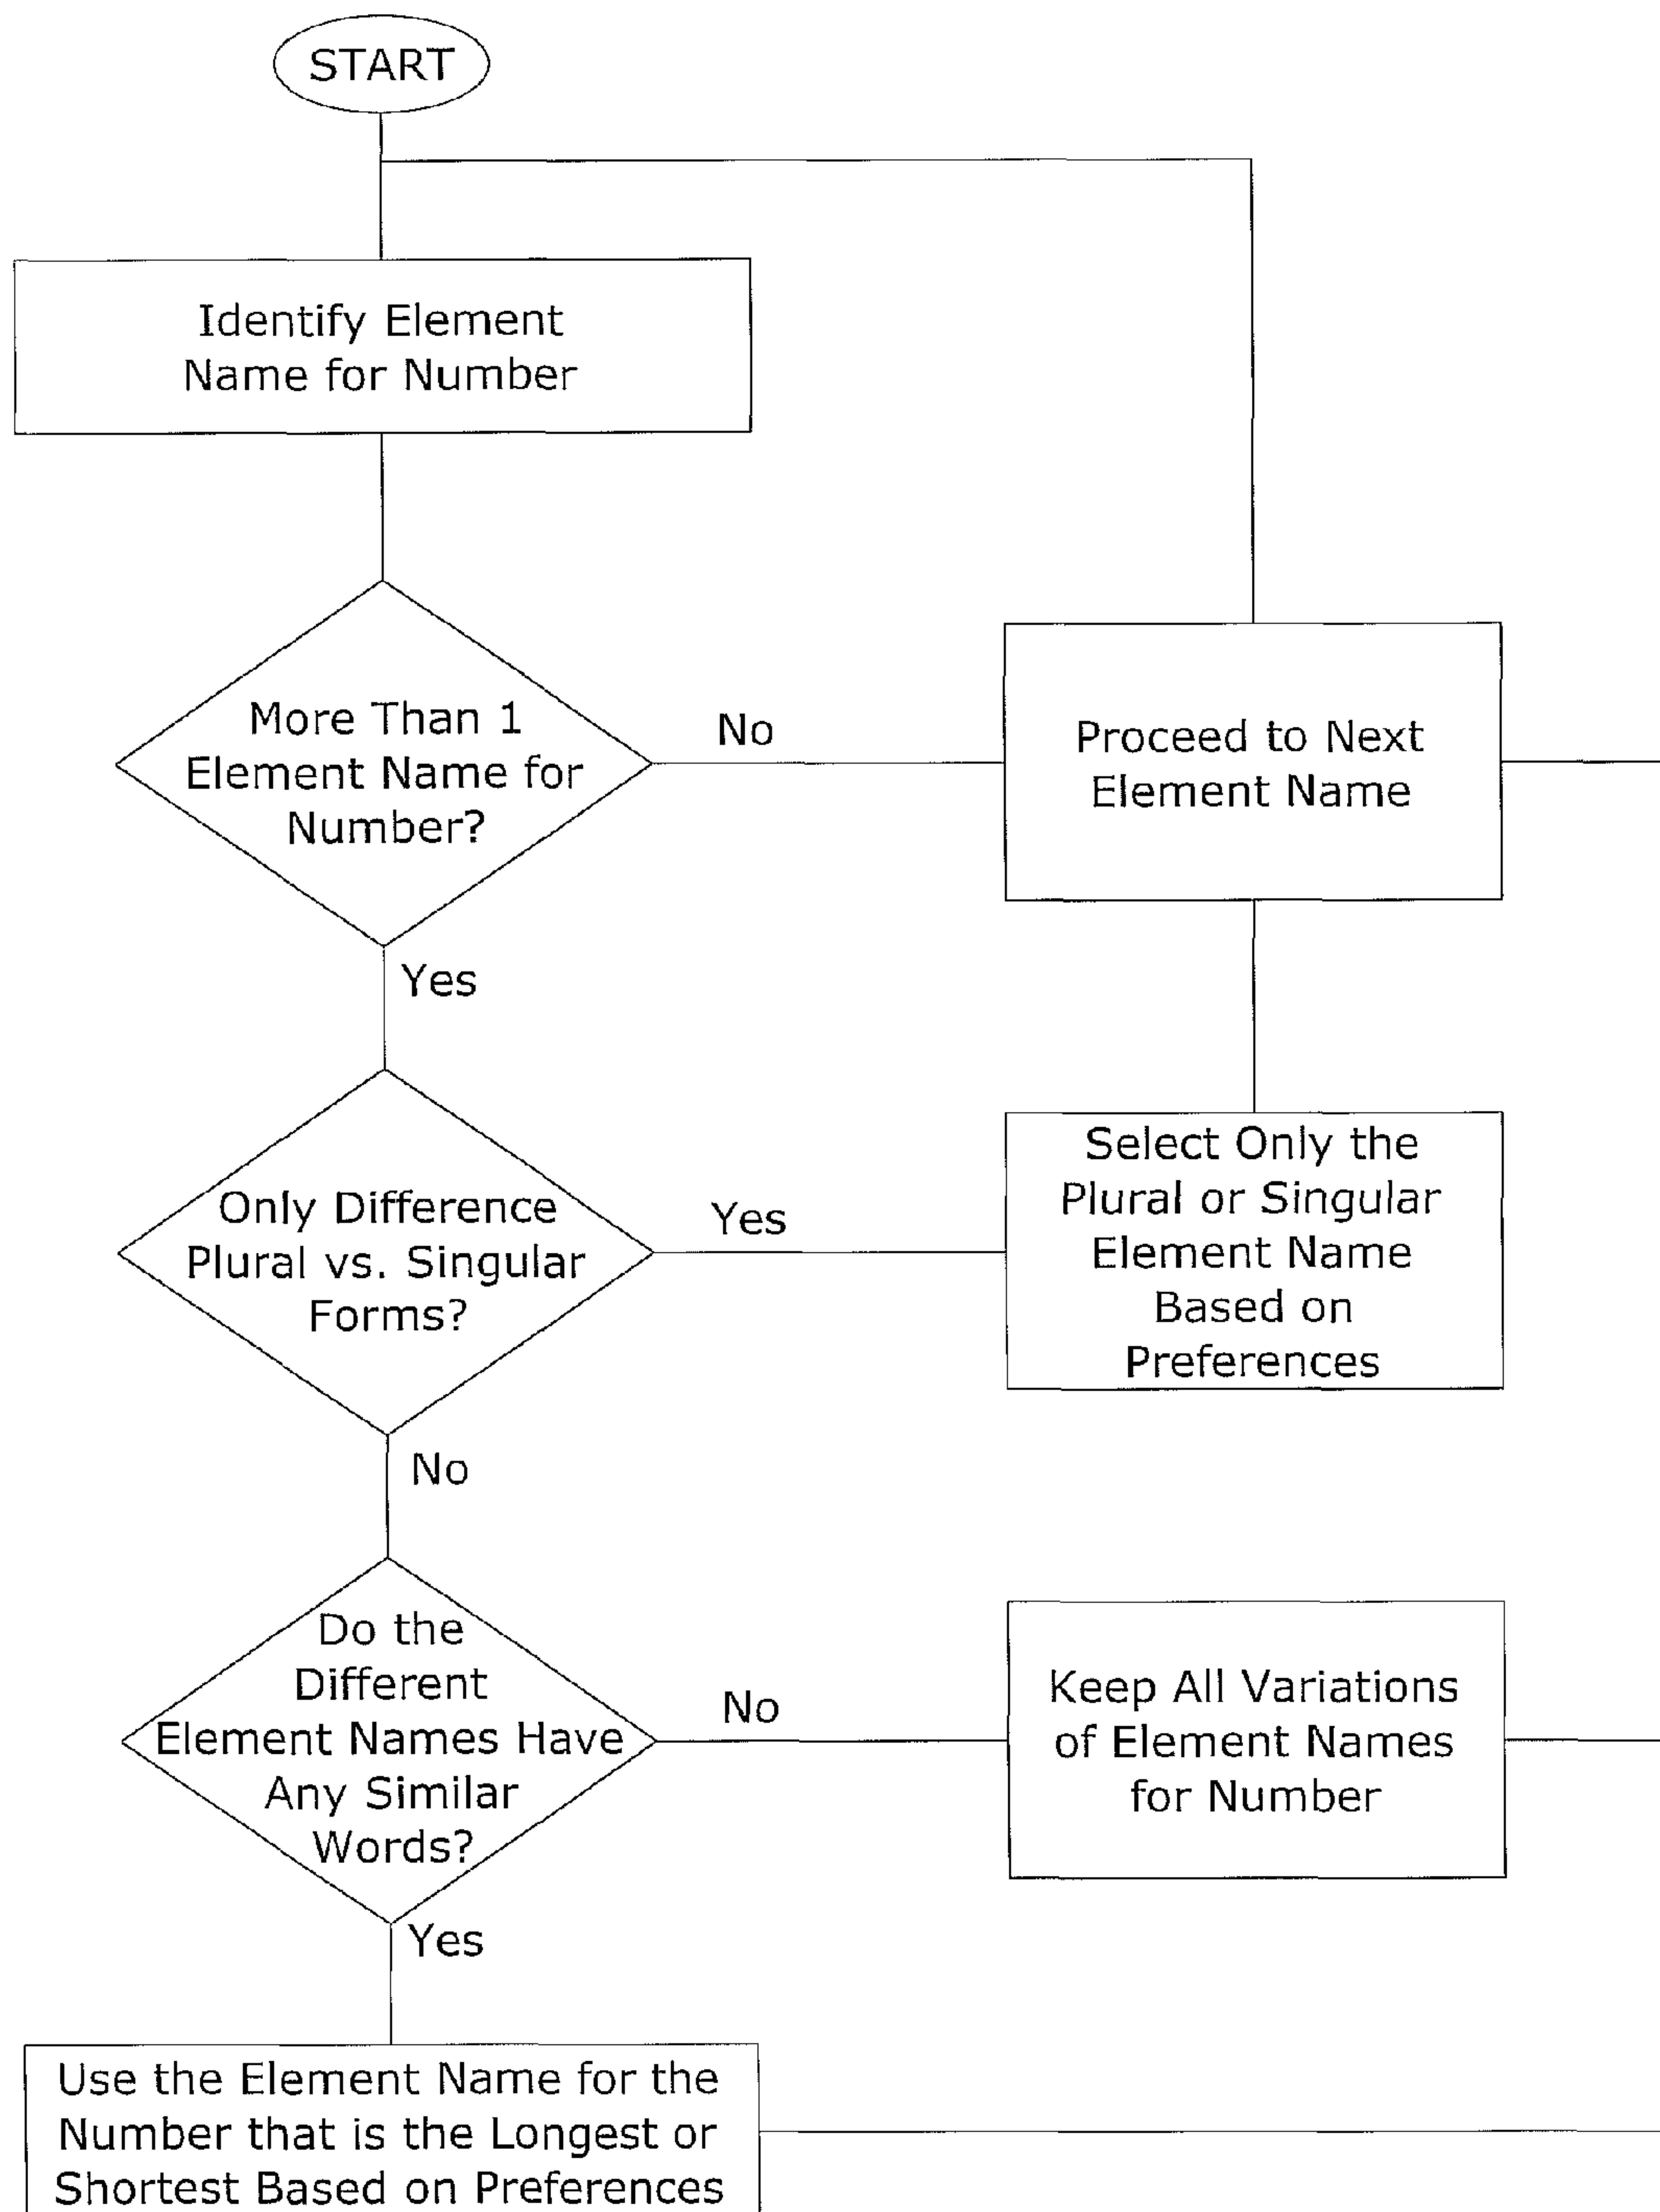 START
Identify Element
Name for Number
More Than 1
Element Name for
Number?
No
Proceed to Next
Element Name
Yes
Only Difference
Plural vs. Singular
Forms?
Yes
Select Only the
Plural or Singular
Element Name
Based on
Preferences
No
Do the
Different
Element Names Have
Any Similar
Words?
No
Keep All Variations
of Element Names
for Number
Yes
Use the Element Name for the
Number that is the Longest or
Shortest Based on Preferences